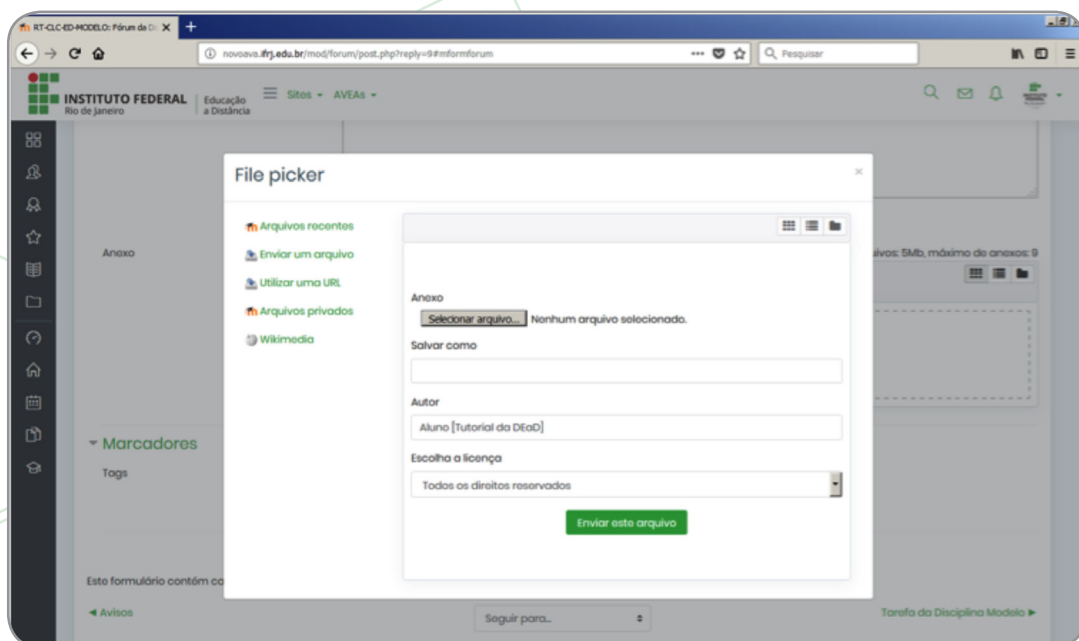 RT-CLC-ED-MODELO: Fórum da Di
novoava.ifrj.edu.br/mod/forum/post.php?reply=9#mformforum
Pesquisar
INSTITUTO FEDERAL
Rio de Janeiro
Educação
a Distância
Sites
AVEAs
File picker
Arquivos recentes
Enviar um arquivo
Utilizar uma URL
Arquivos privados
Wikimedia
Anexo
uivos: 5Mb, máximo de anexos: 9
Anexo
Selecionar arquivo... Nenhum arquivo selecionado.
Salvar como
Autor
Aluno [Tutorial da DEaD]
Escolha a licença
Todos os direitos reservados
Enviar este arquivo
Marcadores
Tags
Este formulário contém co
Avisos
Seguir para...
Tarefa da Disciplina Modelo